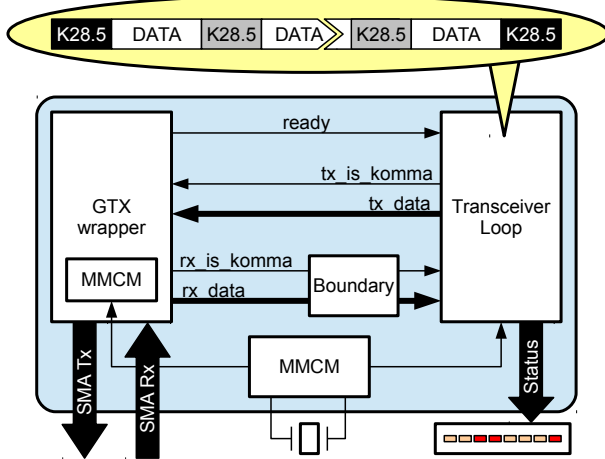 K28.5 DATA K28.5 DATA K28.5 DATA K28.5
ready
tx_is_komma
tx_data
GTX
wrapper
Transceiver
Loop
rx_is_komma
rx_data
MMCM
Boundary
MMCM
SMA Tx
SMA Rx
Status